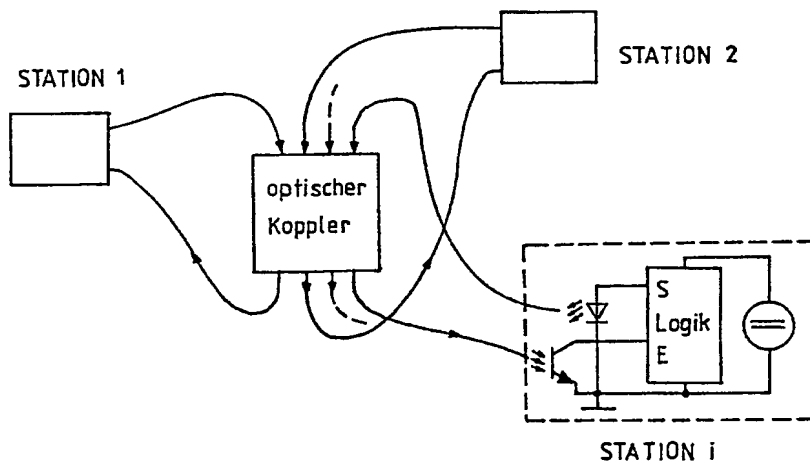 STATION 1
STATION 2
optischer
Koppler
S
Logik
E
STATION i